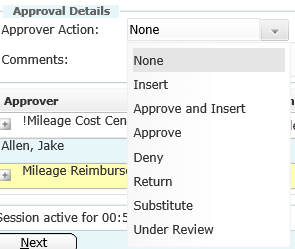 Approval Details
Approver Action: None
Comments:
None
Insert
Approve and Insert
Approve
Deny
Return
Substitute
Under Review
Approver
!Mileage Cost Cen
Allen, Jake
Mileage Reimburse
Session active for 00:5
Next